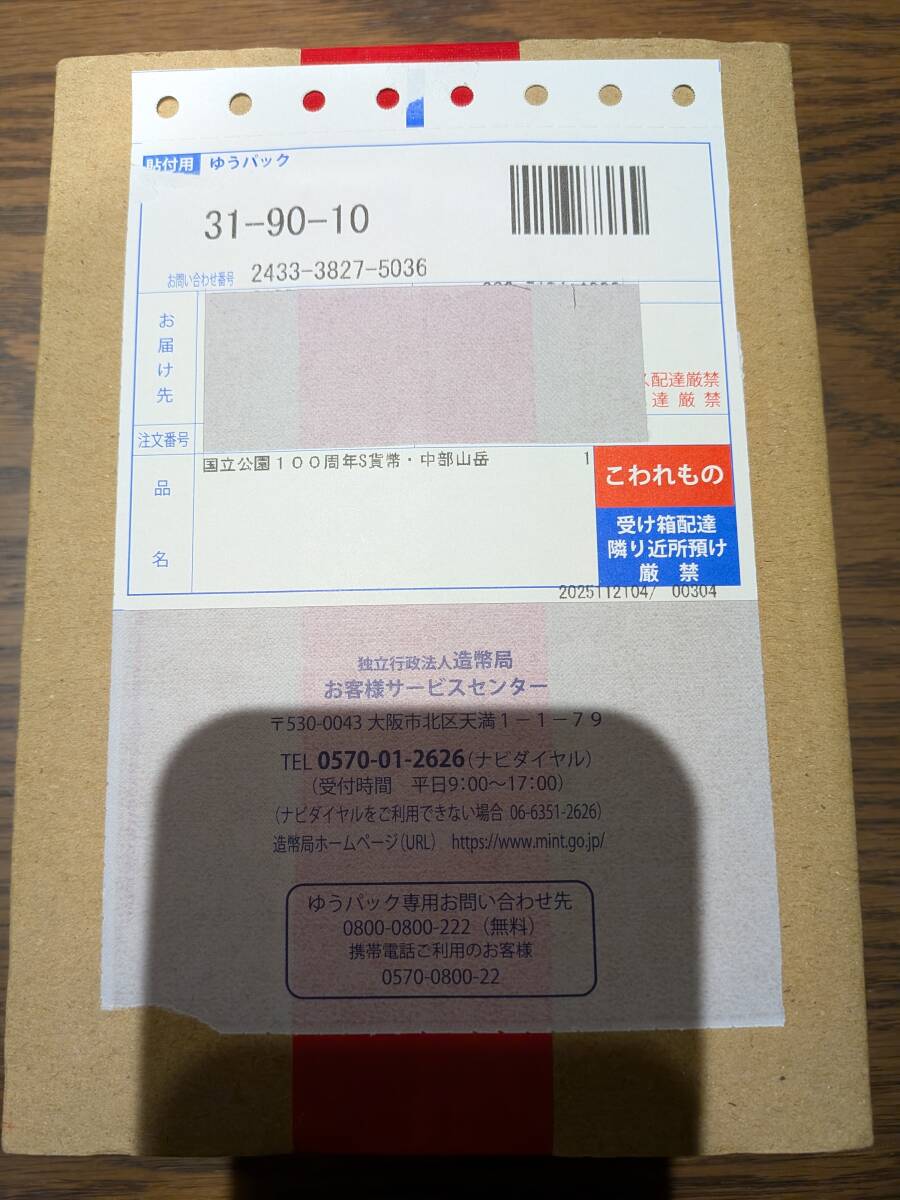 貼付用 ゆうパック
31-90-10
お問い合わせ番号 2433-3827-5036
お届け先
ス配達厳禁
達厳禁
注文番号
品名
国立公園100周年S貨幣・中部山岳 1
こわれもの
受け箱配達
隣り近所預け
厳禁
2025112104/ 00304
独立行政法人造幣局
お客様サービスセンター
〒530-0043 大阪市北区天満1-1-79
TEL 0570-01-2626(ナビダイヤル)
(受付時間 平日9:00～17:00)
(ナビダイヤルをご利用できない場合 06-6351-2626)
造幣局ホームページ(URL) https://www.mint.go.jp/
ゆうパック専用お問い合わせ先
0800-0800-222(無料)
携帯電話ご利用のお客様
0570-0800-22